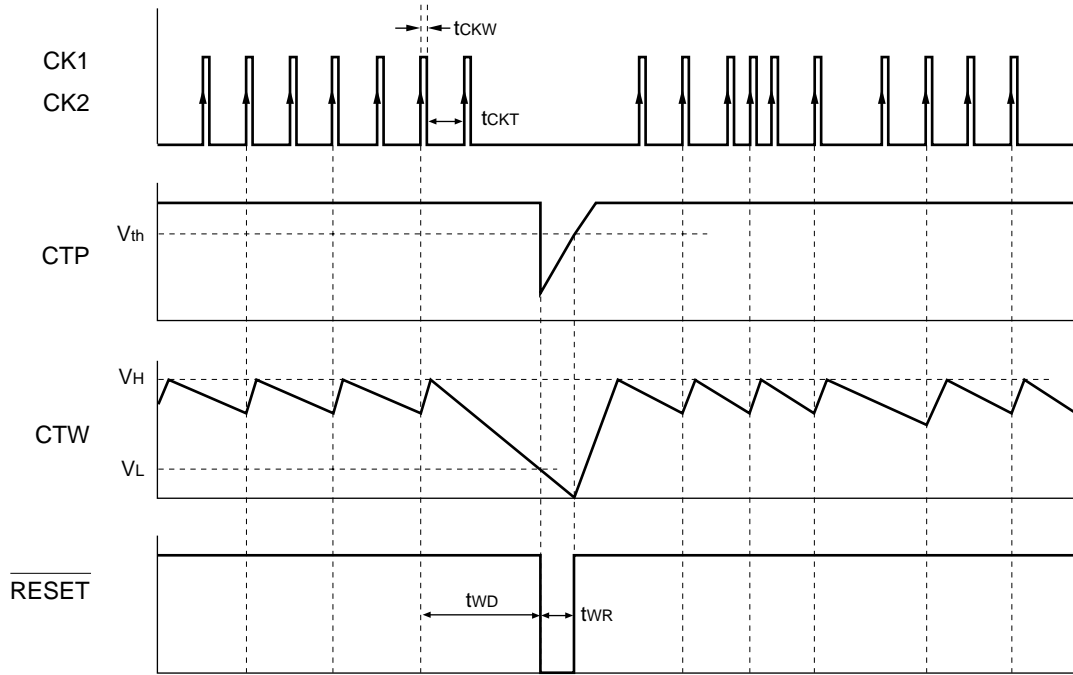 tCKW
CK1
CK2
tCKT
Vth
CTP
VH
CTW
VL
RESET
tWD
tWR